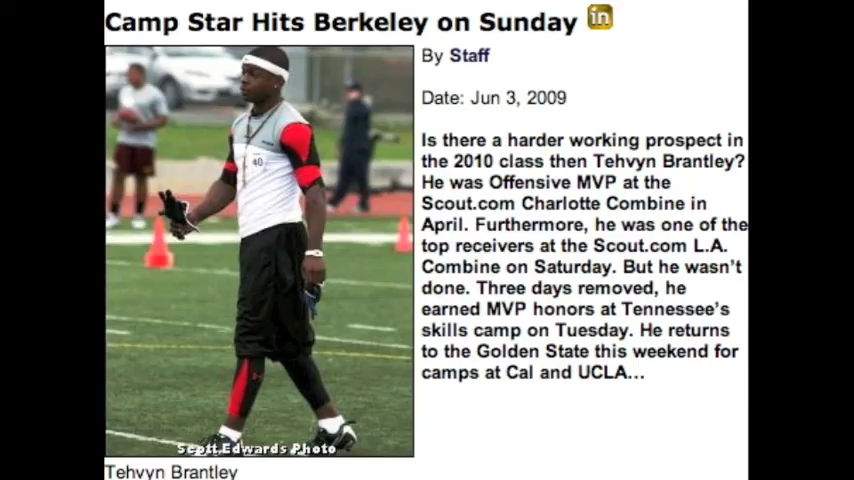 Camp Star Hits Berkeley on Sunday in
By Staff
Date: Jun 3, 2009
Is there a harder working prospect in
the 2010 class then Tehvyn Brantley?
He was Offensive MVP at the
Scout.com Charlotte Combine in
April. Furthermore, he was one of the
top receivers at the Scout.com L.A.
Combine on Saturday. But he wasn't
done. Three days removed, he
earned MVP honors at Tennessee's
skills camp on Tuesday. He returns
to the Golden State this weekend for
camps at Cal and UCLA...
40
Scott Edwards Photo
Tehvyn Brantley